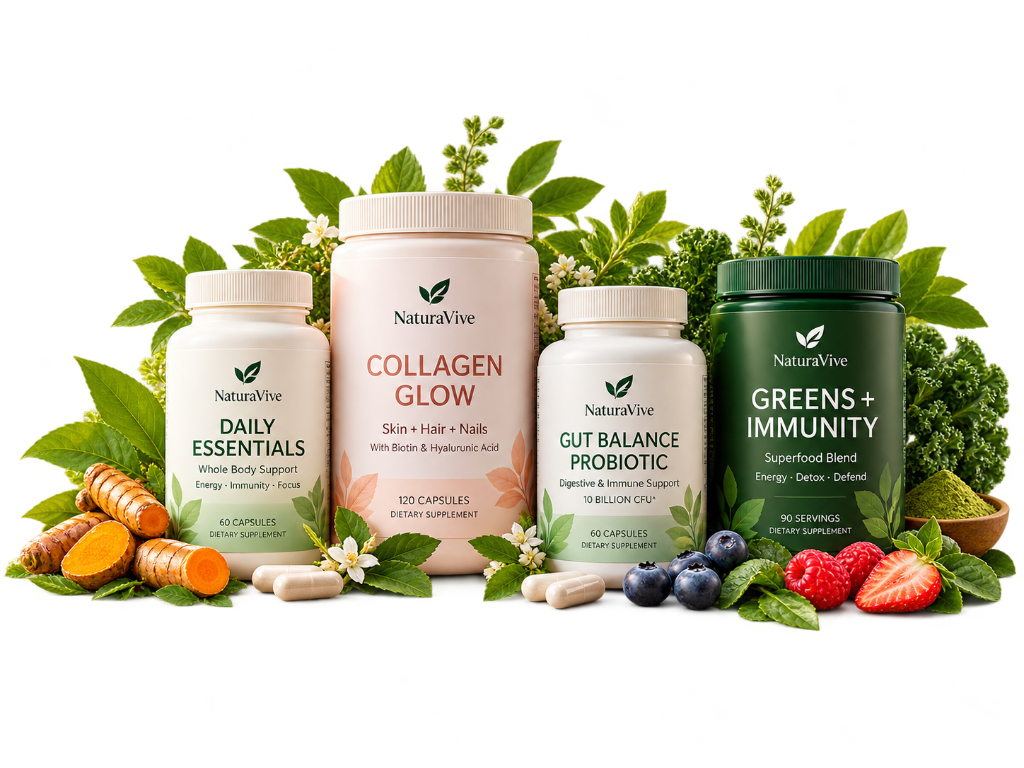 NaturaVive
DAILY
ESSENTIALS
Whole Body Support
Energy · Immunity · Focus
60 CAPSULES
DIETARY SUPPLEMENT
NaturaVive
COLLAGEN
GLOW
Skin + Hair + Nails
With Biotin & Hyaluronic Acid
120 CAPSULES
DIETARY SUPPLEMENT
NaturaVive
GUT BALANCE
PROBIOTIC
Digestive & Immune Support
10 BILLION CFU*
60 CAPSULES
DIETARY SUPPLEMENT
NaturaVive
GREENS +
IMMUNITY
Superfood Blend
Energy · Detox · Defend
90 SERVINGS
DIETARY SUPPLEMENT